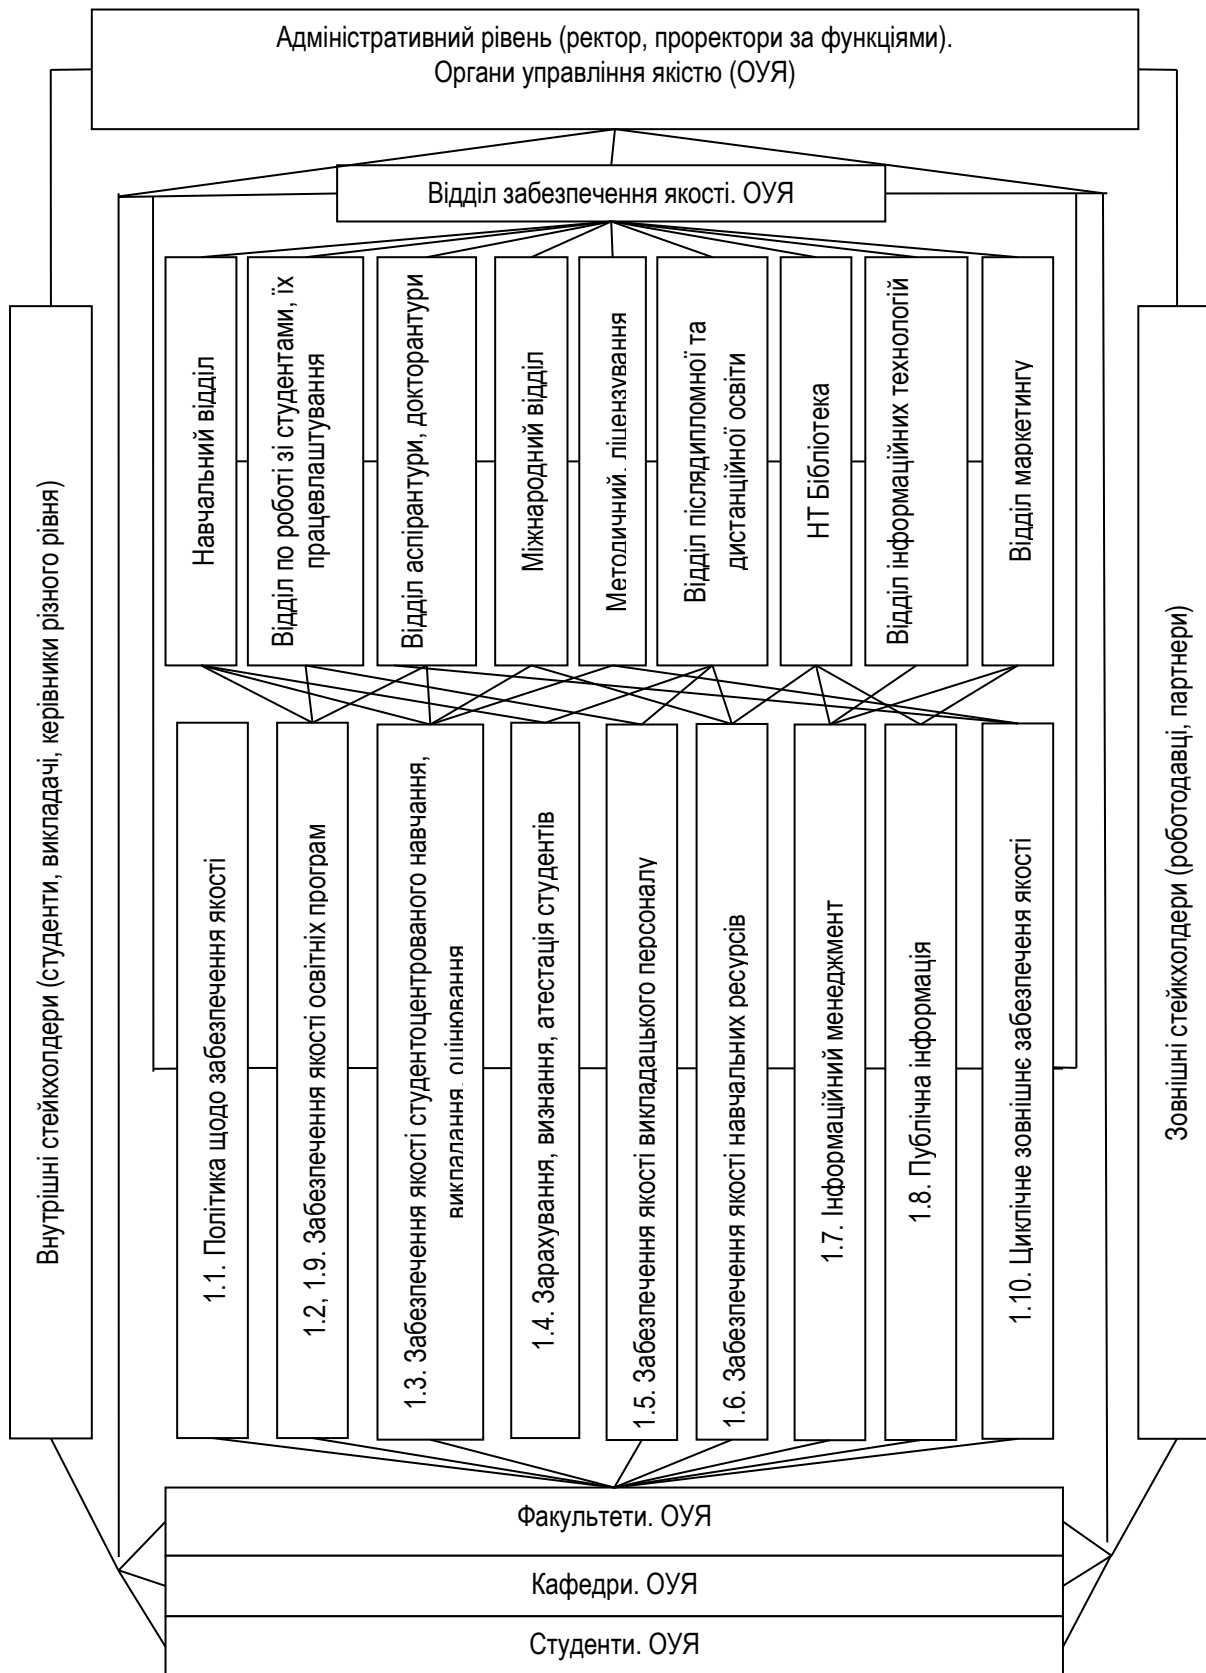 Адміністративний рівень (ректор, проректори за функціями).
Органи управління якістю (ОУЯ)
Відділ забезпечення якості. ОУЯ
Внутрішні стейкхолдери (студенти, викладачі, керівники різного рівня)
Навчальний відділ
Відділ по роботі зі студентами, їх
працевлаштування
Відділ аспірантури, докторантури
Міжнародний відділ
Методичний, ліцензування
Відділ післядипломної та
дистанційної освіти
НТ Бібліотека
Відділ інформаційних технологій
Відділ маркетингу
Зовнішні стейкхолдери (роботодавці, партнери)
1.1. Політика щодо забезпечення якості
1.2, 1.9. Забезпечення якості освітніх програм
1.3. Забезпечення якості студентоцентрованого навчання,
викладання, оцінювання
1.4. Зарахування, визнання, атестація студентів
1.5. Забезпечення якості викладацького персоналу
1.6. Забезпечення якості навчальних ресурсів
1.7. Інформаційний менеджмент
1.8. Публічна інформація
1.10. Циклічне зовнішнє забезпечення якості
Факультети. ОУЯ
Кафедри. ОУЯ
Студенти. ОУЯ